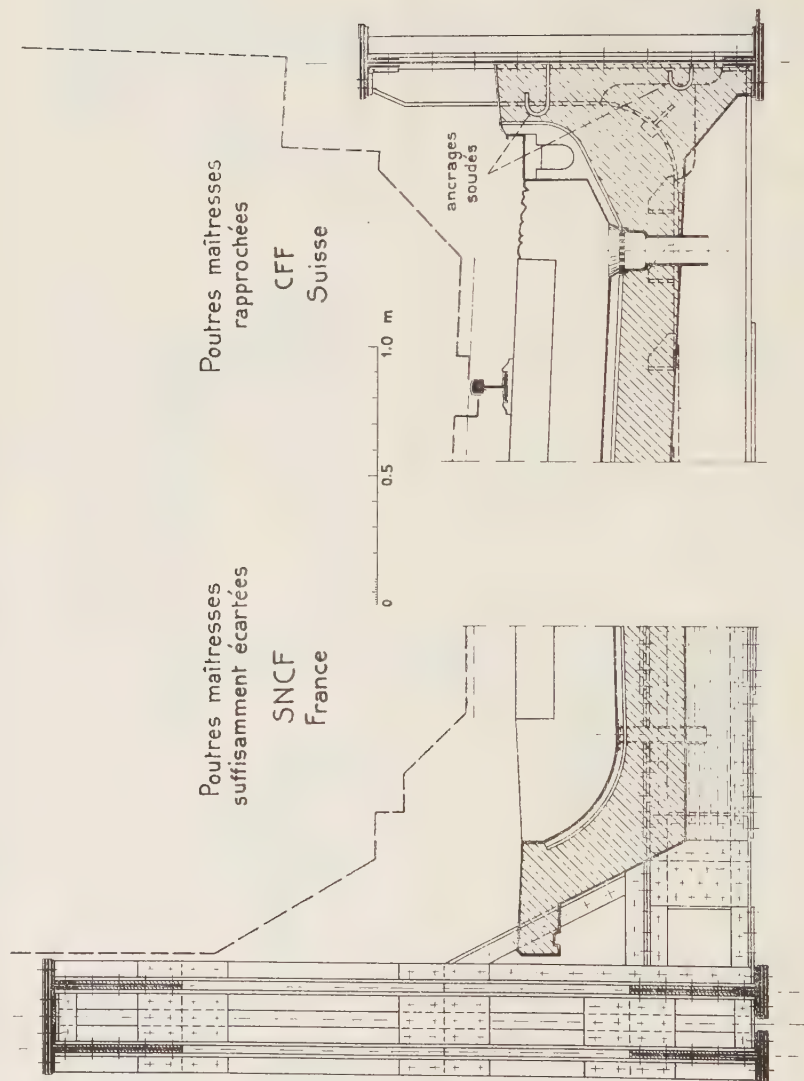 Poutres maîtresses
suffisamment écartées
SNCF
France
Poutres maîtresses
rapprochées
CFF
Suisse
0 0.5 1.0 m
ancrages
soudés